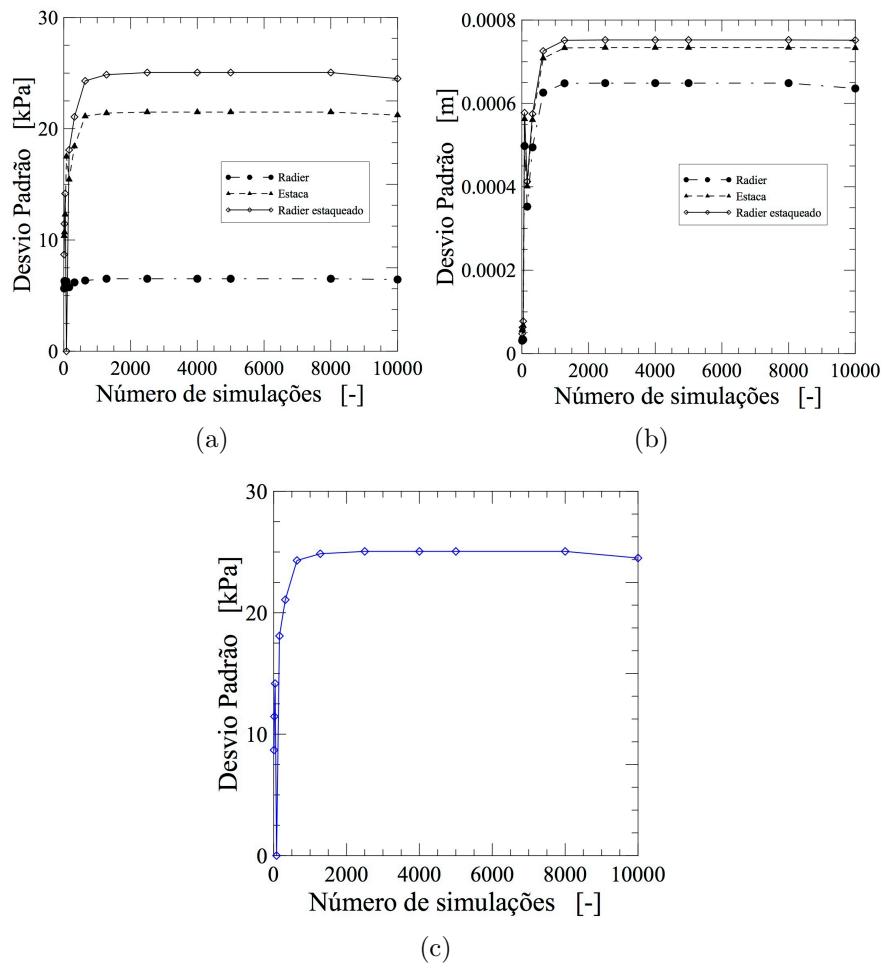 30
20
10
0
Desvio Padrão [kPa]
Radier
Estaca
Radier estaqueado
0 2000 4000 6000 8000 10000
Número de simulações [-]
(a)
0.0008
0.0006
0.0004
0.0002
0
Desvio Padrão [m]
Radier
Estaca
Radier estaqueado
0 2000 4000 6000 8000 10000
Número de simulações [-]
(b)
30
20
10
0
Desvio Padrão [kPa]
0 2000 4000 6000 8000 10000
Número de simulações [-]
(c)